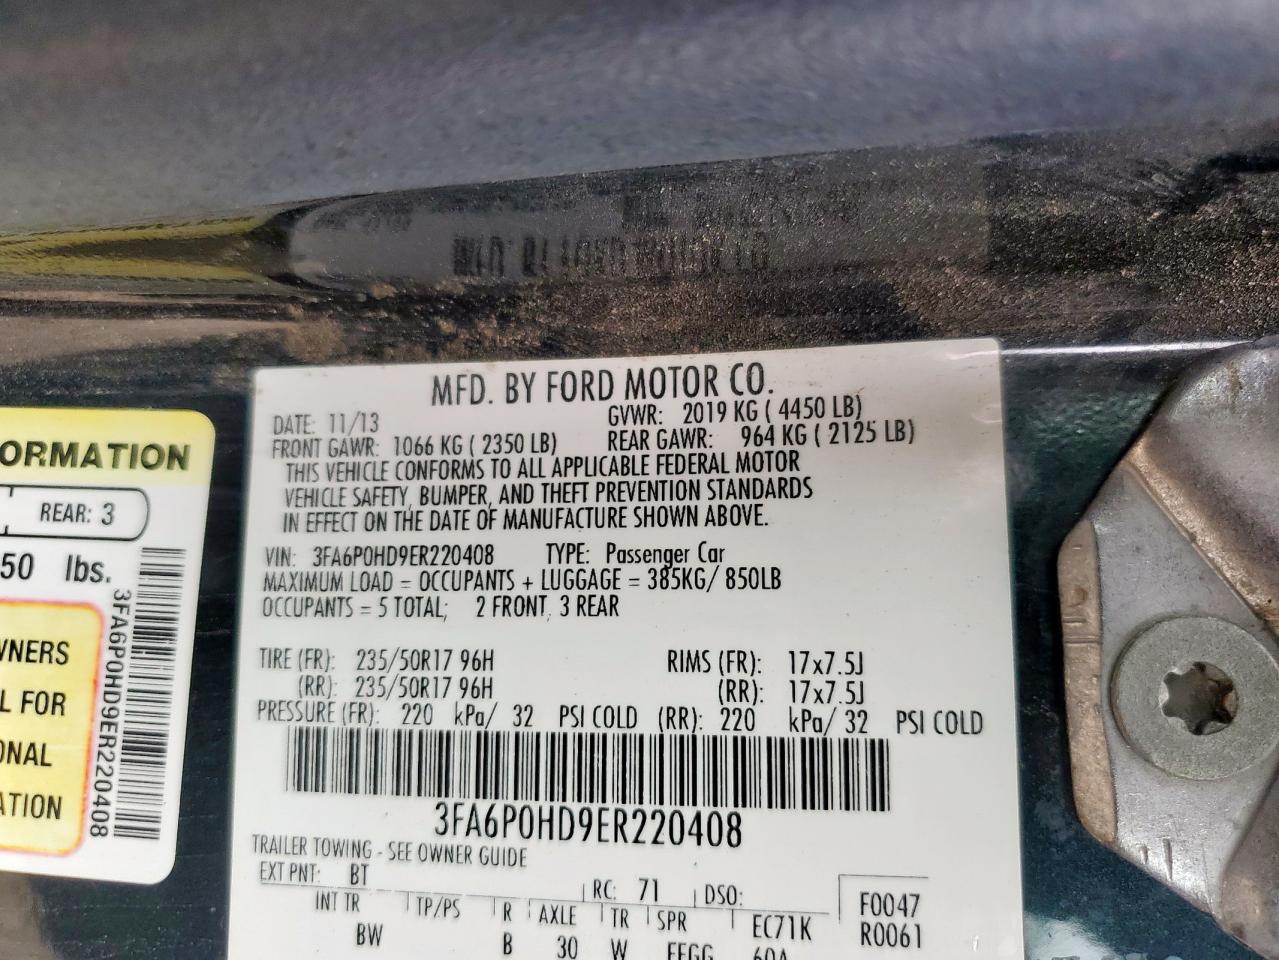 MFD. BY FORD MOTOR CO.
DATE: 11/13 GVWR: 2019 KG ( 4450 LB)
FRONT GAWR: 1066 KG ( 2350 LB) REAR GAWR: 964 KG ( 2125 LB)
THIS VEHICLE CONFORMS TO ALL APPLICABLE FEDERAL MOTOR
VEHICLE SAFETY, BUMPER, AND THEFT PREVENTION STANDARDS
IN EFFECT ON THE DATE OF MANUFACTURE SHOWN ABOVE.
VIN: 3FA6P0HD9ER220408 TYPE: Passenger Car
MAXIMUM LOAD = OCCUPANTS + LUGGAGE = 385KG/ 850LB
OCCUPANTS = 5 TOTAL; 2 FRONT, 3 REAR
TIRE (FR): 235/50R17 96H RIMS (FR): 17x7.5J
(RR): 235/50R17 96H (RR): 17x7.5J
PRESSURE (FR): 220 kPa/ 32 PSI COLD (RR): 220 kPa/ 32 PSI COLD
3FA6P0HD9ER220408
TRAILER TOWING - SEE OWNER GUIDE
EXT PNT: BT RC: 71 DSO: F0047
INT TR TP/PS R AXLE TR SPR EC71K R0061
BW B 30 W EEGG 60A
ORMATION
REAR: 3
50 lbs.
WNERS
L FOR
ONAL
ATION
3FA6P0HD9ER220408